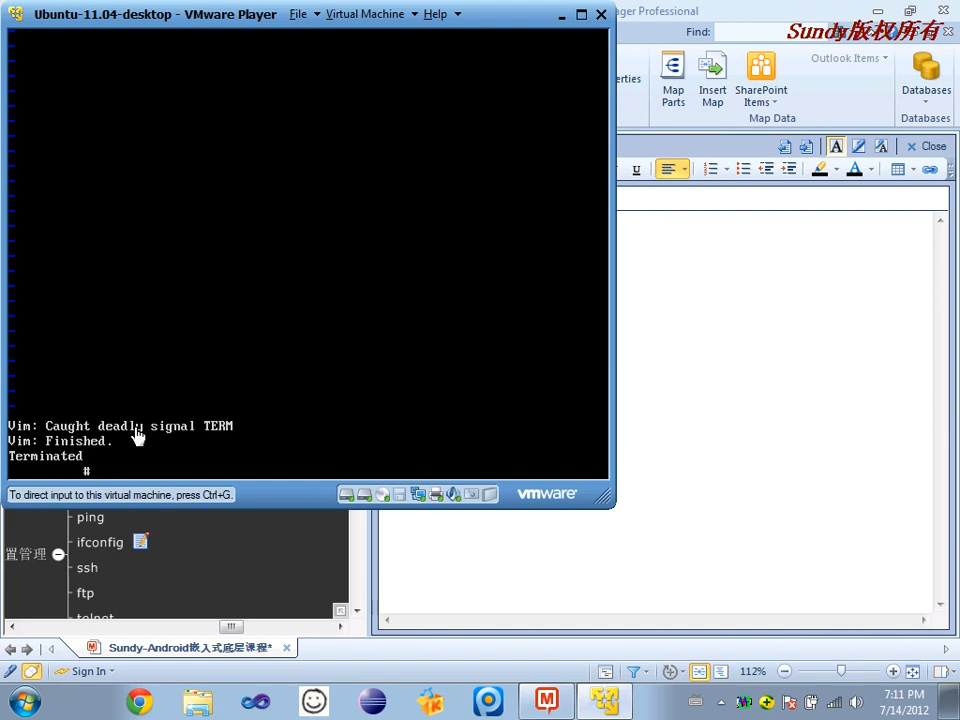 Ubuntu-11.04-desktop - VMware Player File Virtual Machine Help
ager Professional
Sundy版权所有
Find:
erties
Map Parts
Insert Map
SharePoint Items
Outlook Items
Map Data
Databases
Databases
Close
Vim: Caught deadly signal TERM
Vim: Finished.
Terminated
#
To direct input to this virtual machine, press Ctrl+G.
vmware
ping
置管理
ifconfig
ssh
ftp
telnet
Sundy-Android嵌入式底层课程*
Sign In
112%
7:11 PM
7/14/2012